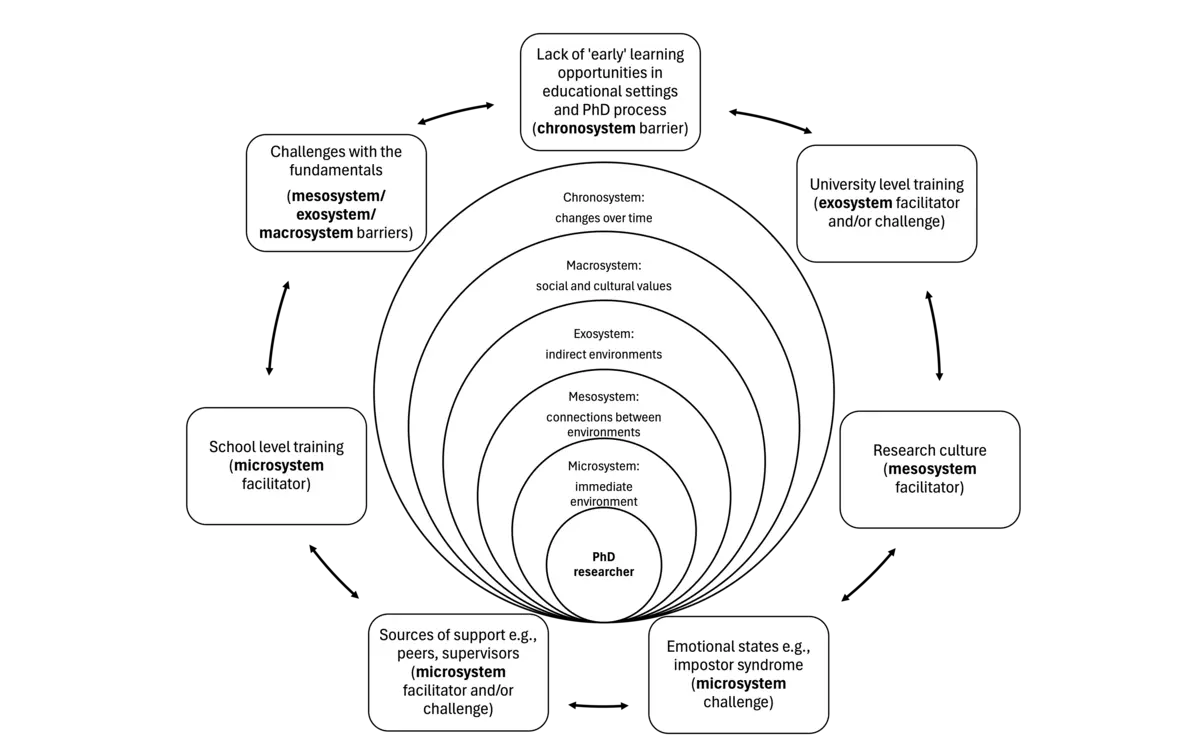 Lack of 'early' learning
opportunities in
educational settings
and PhD process
(chronosystem barrier)
Challenges with the
fundamentals
(mesosystem/
exosystem/
macrosystem barriers)
University level training
(exosystem facilitator
and/or challenge)
Chronosystem:
changes over time
Macrosystem:
social and cultural values
Exosystem:
indirect environments
Mesosystem:
connections between
environments
Microsystem:
immediate
environment
PhD
researcher
School level training
(microsystem
facilitator)
Research culture
(mesosystem
facilitator)
Sources of support e.g.,
peers, supervisors
(microsystem
facilitator and/or
challenge)
Emotional states e.g.,
impostor syndrome
(microsystem
challenge)